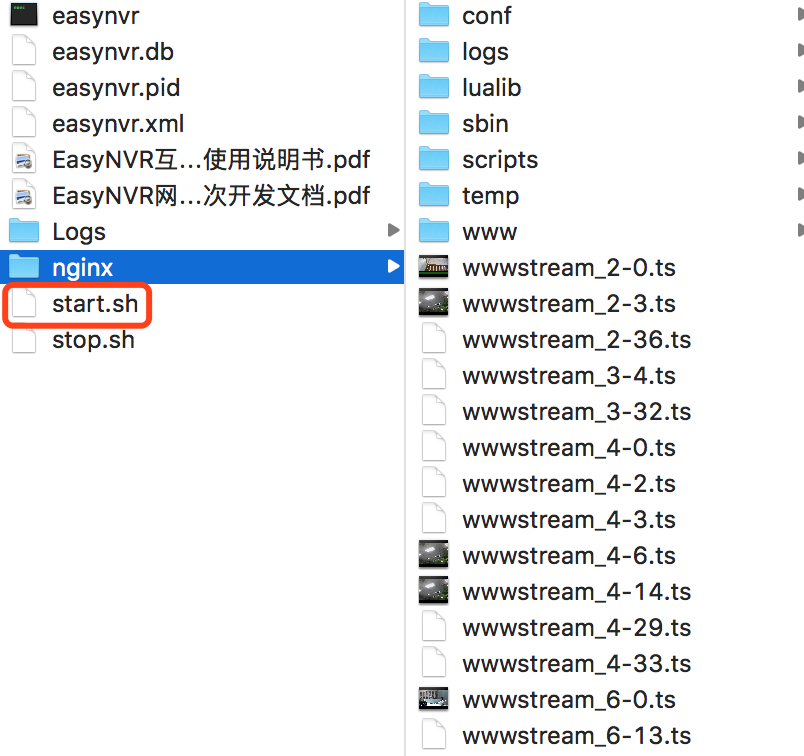 easynvr
easynvr.db
easynvr.pid
easynvr.xml
EasyNVR互...使用说明书.pdf
EasyNVR网...次开发文档.pdf
Logs
nginx
start.sh
stop.sh
conf
logs
lualib
sbin
scripts
temp
www
wwwstream_2-0.ts
wwwstream_2-3.ts
wwwstream_2-36.ts
wwwstream_3-4.ts
wwwstream_3-32.ts
wwwstream_4-0.ts
wwwstream_4-2.ts
wwwstream_4-3.ts
wwwstream_4-6.ts
wwwstream_4-14.ts
wwwstream_4-29.ts
wwwstream_4-33.ts
wwwstream_6-0.ts
wwwstream_6-13.ts